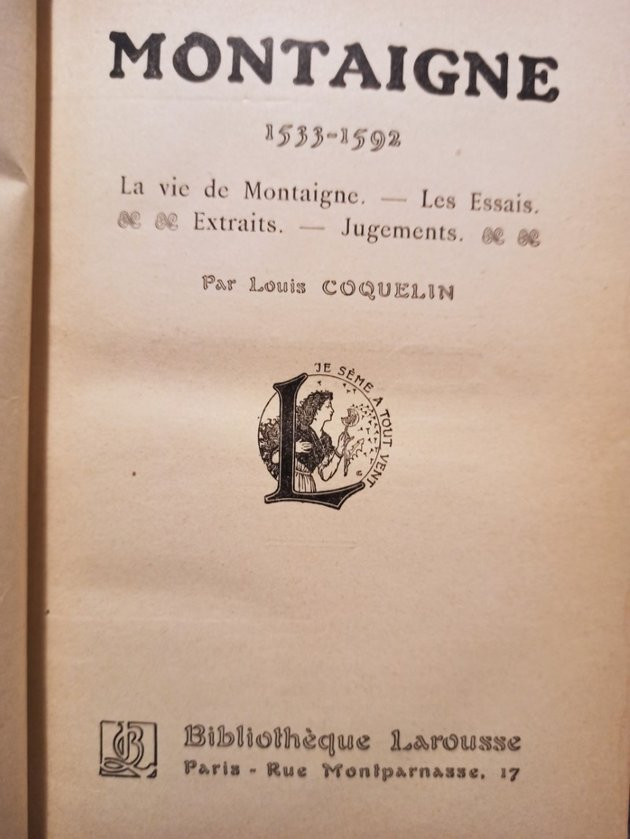 MONTAIGNE
1533-1592
La vie de Montaigne. — Les Essais.
Extraits. — Jugements.
Par Louis COQUELIN
JE SÈME A TOUT VENT
L
Bibliothèque Larousse
Paris - Rue Montparnasse, 17